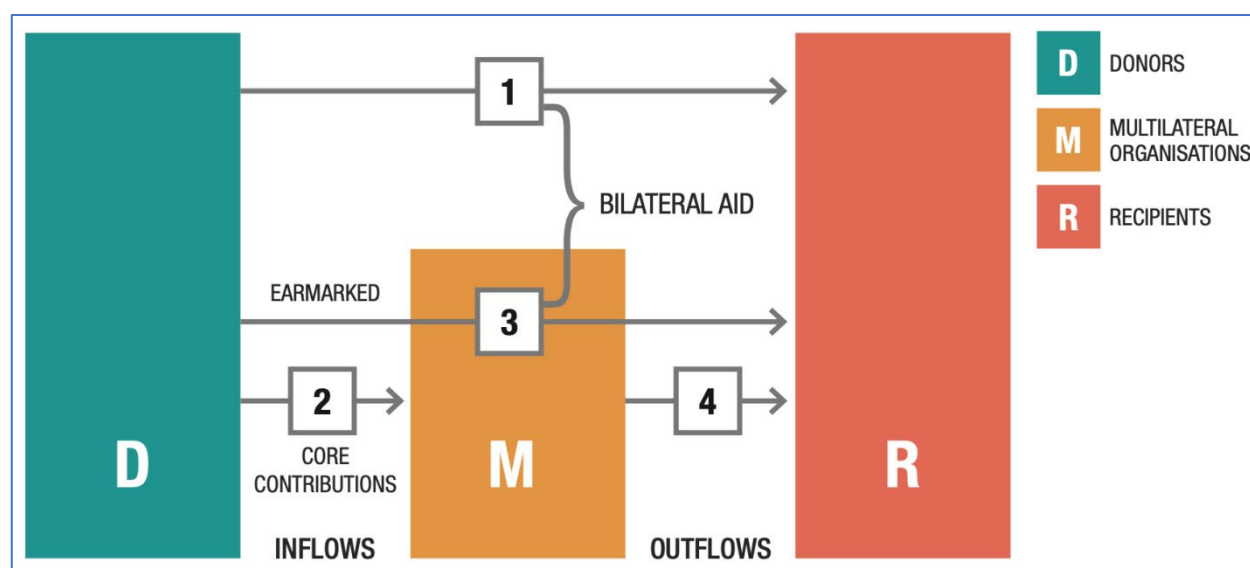 1
BILATERAL AID
EARMARKED
3
2
4
CORE
CONTRIBUTIONS
D
M
R
INFLOWS
OUTFLOWS
D
DONORS
M
MULTILATERAL
ORGANISATIONS
R
RECIPIENTS